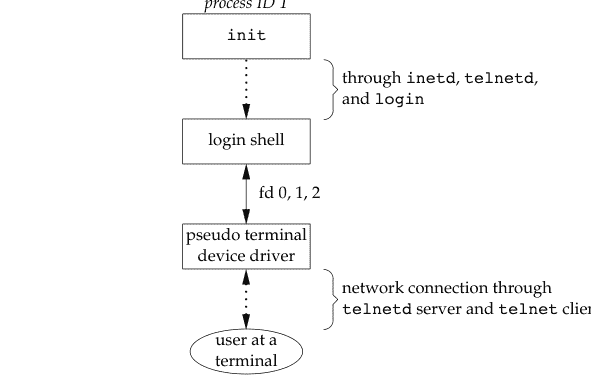 process ID 1
init
through inetd, telnetd,
and login
login shell
fd 0, 1, 2
pseudo terminal
device driver
network connection through
telnetd server and telnet clien
user at a
terminal